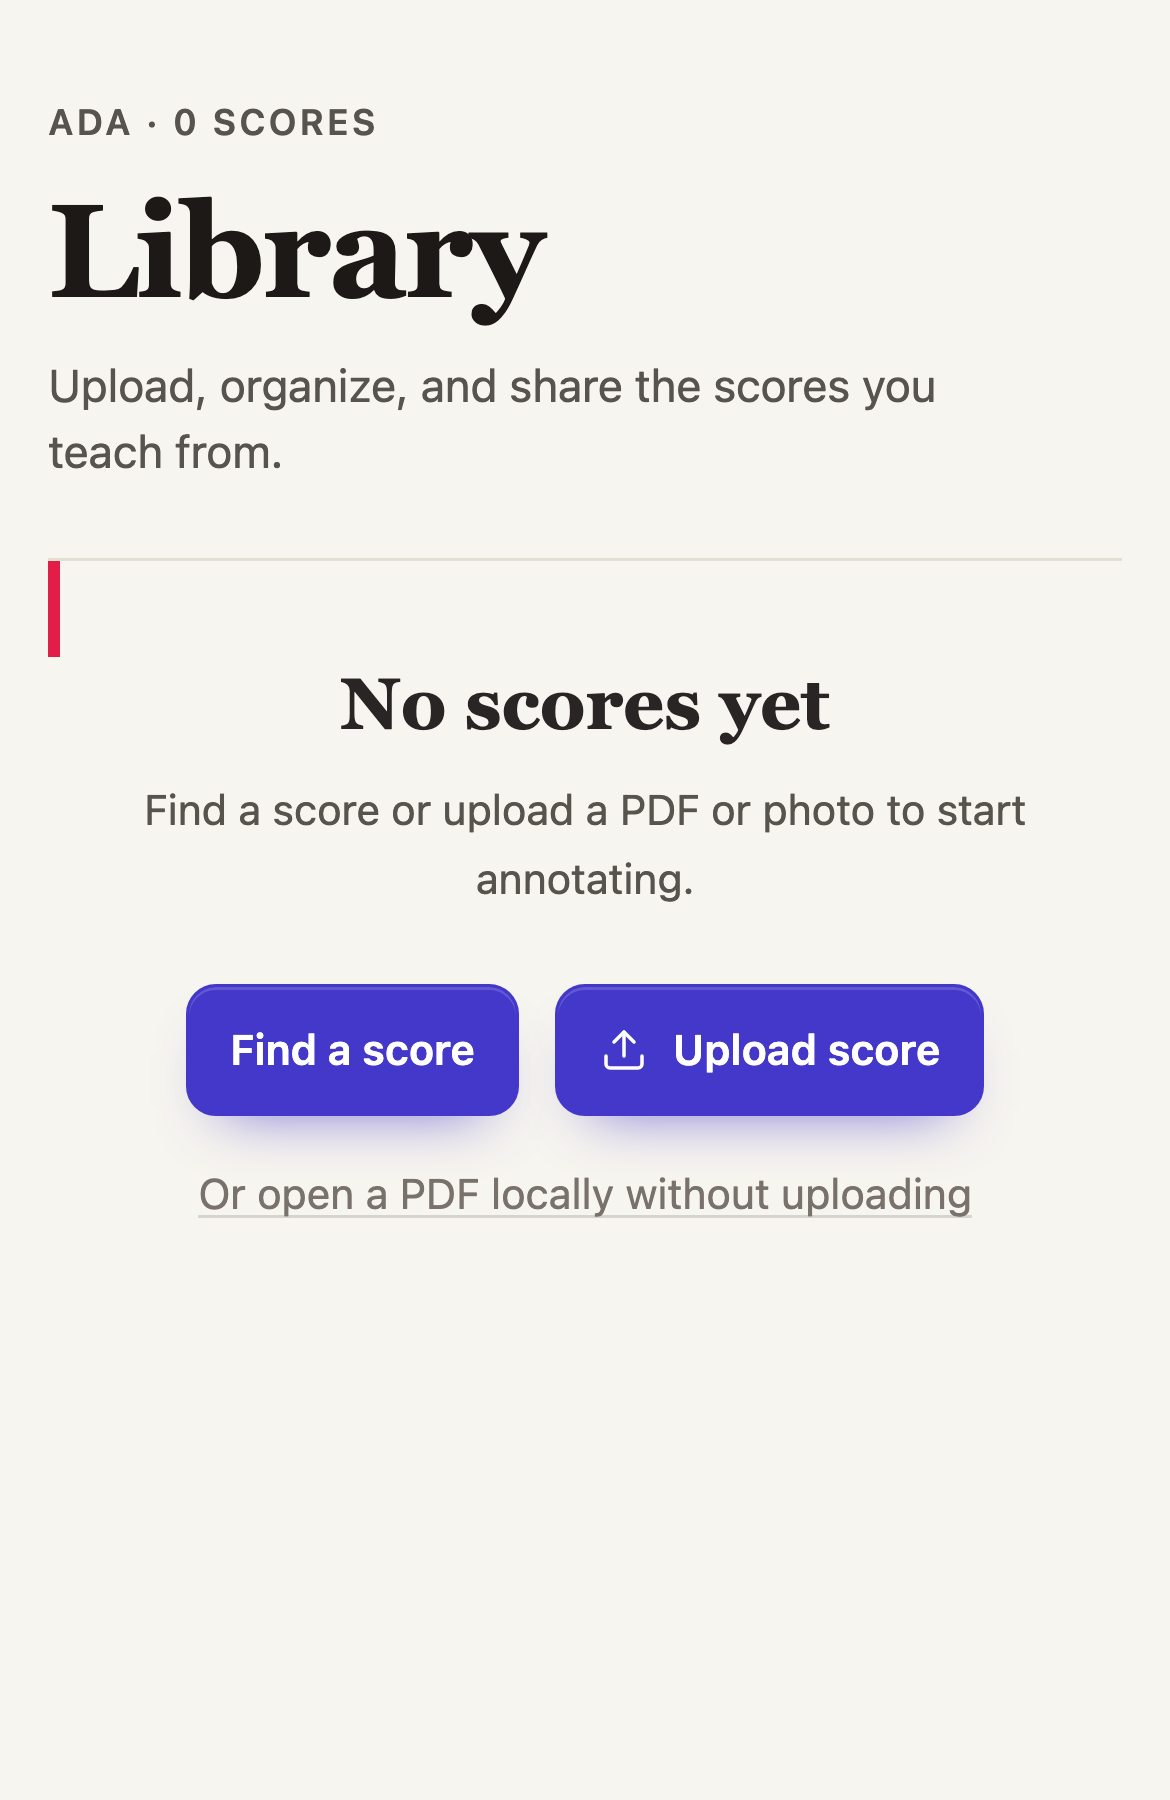 ADA · 0 SCORES
Library
Upload, organize, and share the scores you
teach from.
No scores yet
Find a score or upload a PDF or photo to start
annotating.
Find a score
Upload score
Or open a PDF locally without uploading